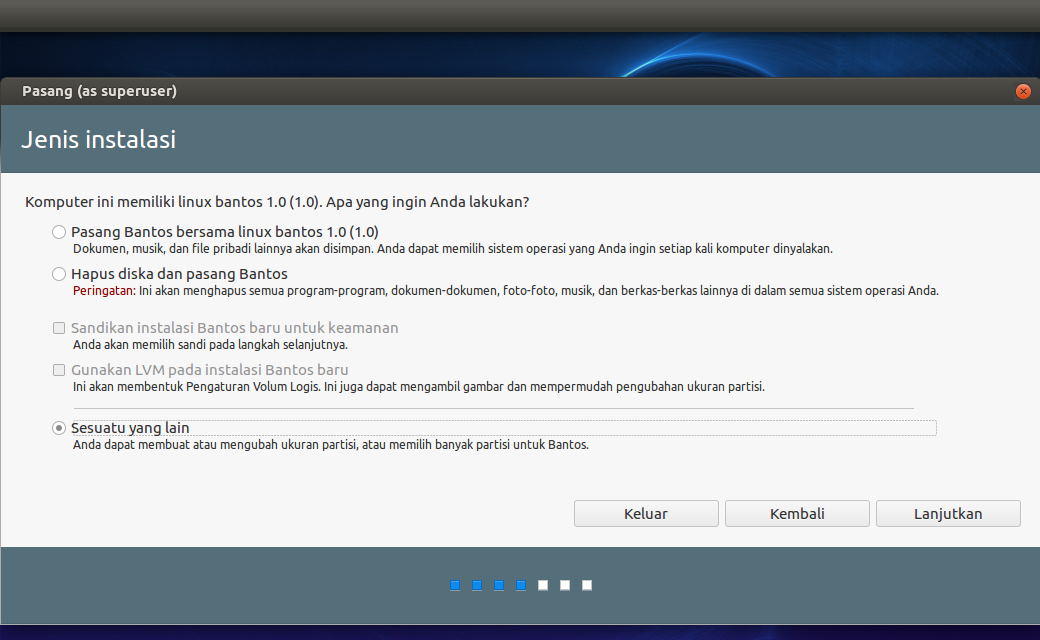 Pasang (as superuser)
Jenis instalasi
Komputer ini memiliki linux bantos 1.0 (1.0). Apa yang ingin Anda lakukan?
Pasang Bantos bersama linux bantos 1.0 (1.0)
Dokumen, musik, dan file pribadi lainnya akan disimpan. Anda dapat memilih sistem operasi yang Anda ingin setiap kali komputer dinyalakan.
Hapus diska dan pasang Bantos
Peringatan: Ini akan menghapus semua program-program, dokumen-dokumen, foto-foto, musik, dan berkas-berkas lainnya di dalam semua sistem operasi Anda.
Sandikan instalasi Bantos baru untuk keamanan
Anda akan memilih sandi pada langkah selanjutnya.
Gunakan LVM pada instalasi Bantos baru
Ini akan membentuk Pengaturan Volum Logis. Ini juga dapat mengambil gambar dan mempermudah pengubahan ukuran partisi.
Sesuatu yang lain
Anda dapat membuat atau mengubah ukuran partisi, atau memilih banyak partisi untuk Bantos.
Keluar Kembali Lanjutkan